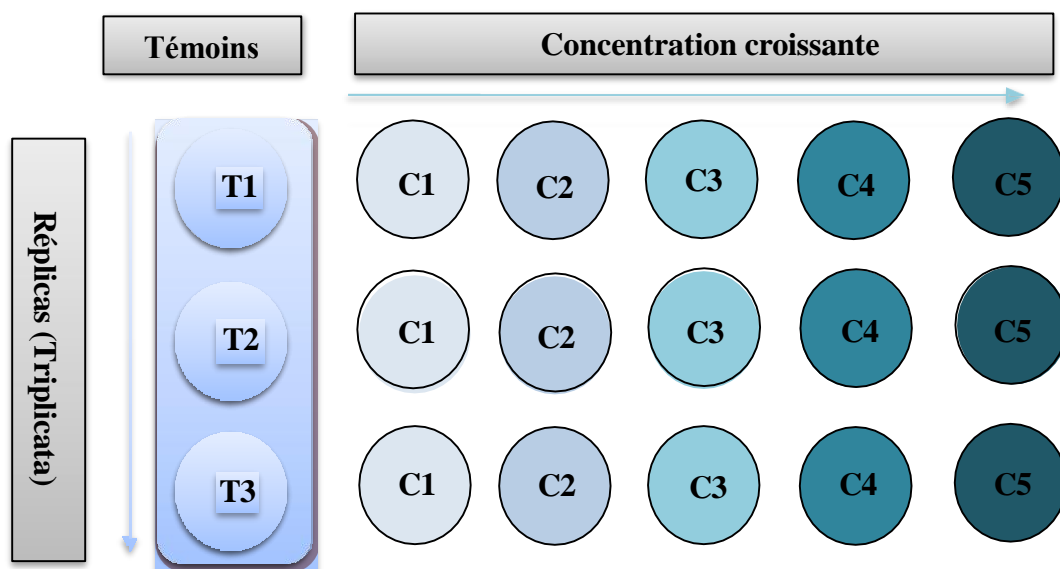 Témoins
Concentration croissante
Réplicas (Triplicata)
T1
C1
C2
C3
C4
C5
T2
C1
C2
C3
C4
C5
T3
C1
C2
C3
C4
C5